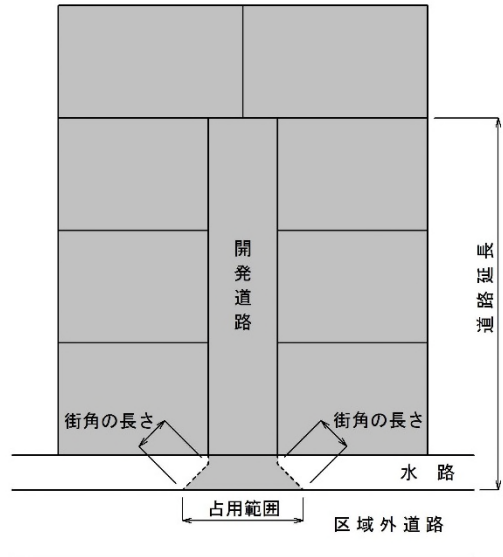 開発道路
道路延長
街角の長さ
街角の長さ
水路
占用範囲
区域外道路